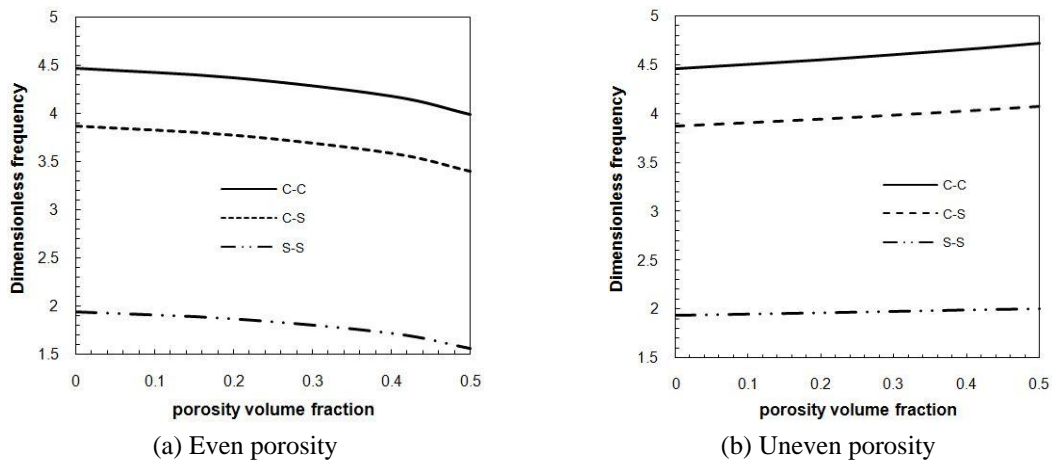 5
4.5
4
3.5
3
2.5
2
1.5
Dimensionless frequency
C-C
C-S
S-S
0 0.1 0.2 0.3 0.4 0.5
porosity volume fraction
(a) Even porosity
5
4.5
4
3.5
3
2.5
2
1.5
Dimensionless frequency
C-C
C-S
S-S
0 0.1 0.2 0.3 0.4 0.5
porosity volume fraction
(b) Uneven porosity